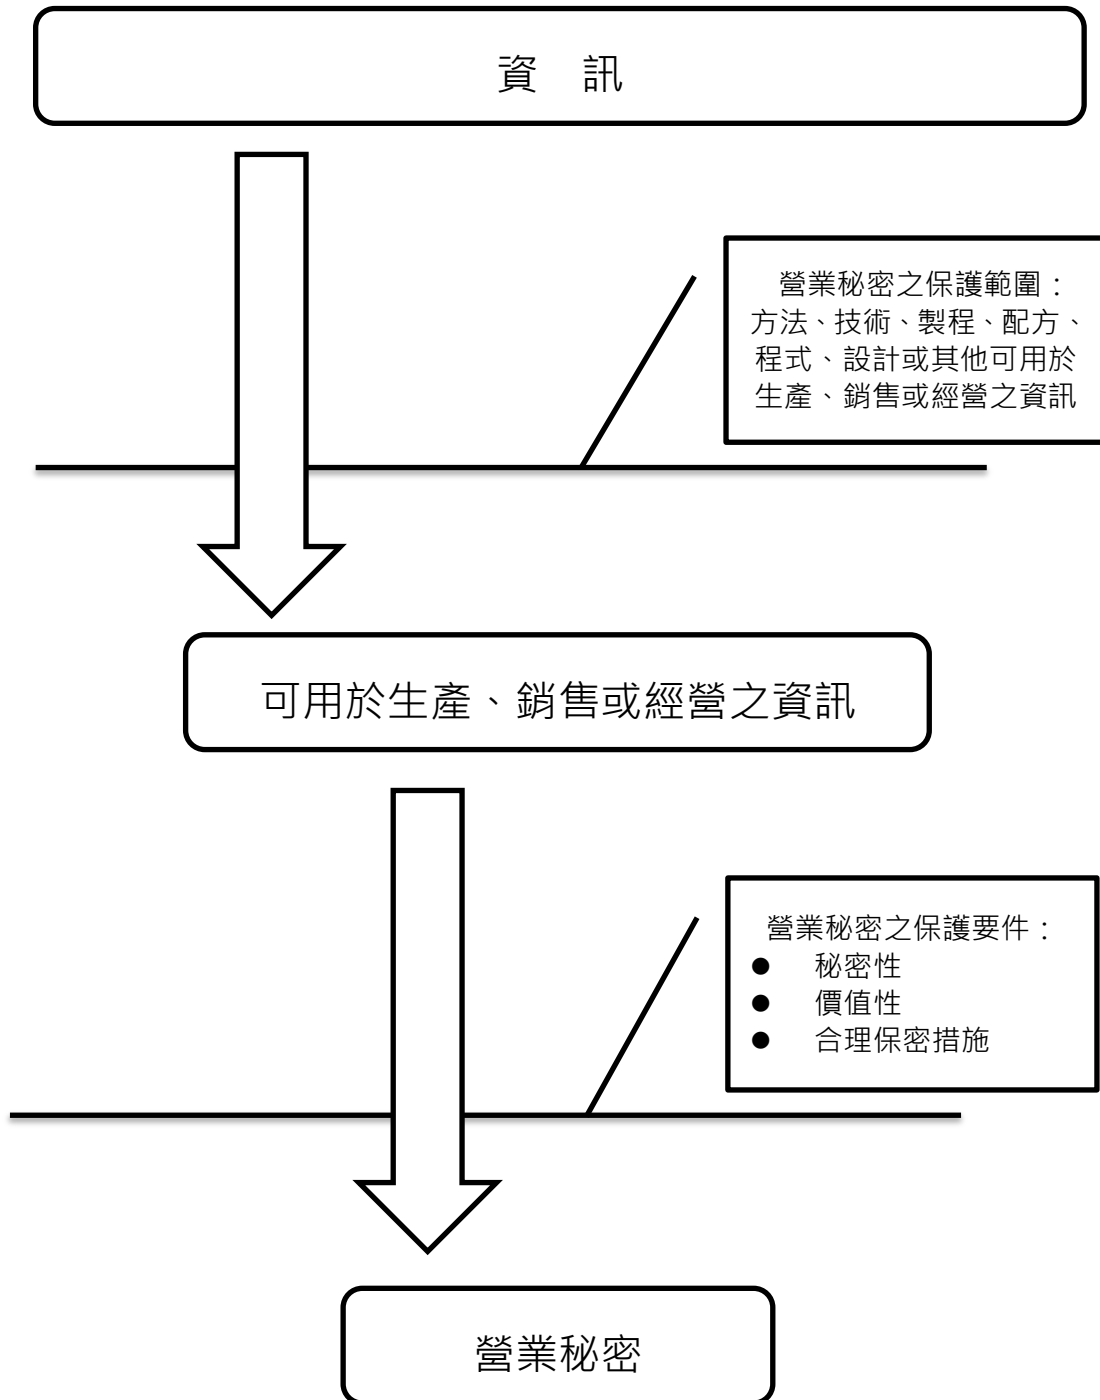 資　訊
營業秘密之保護範圍：
方法、技術、製程、配方、
程式、設計或其他可用於
生產、銷售或經營之資訊
可用於生產、銷售或經營之資訊
營業秘密之保護要件：
● 秘密性
● 價值性
● 合理保密措施
營業秘密